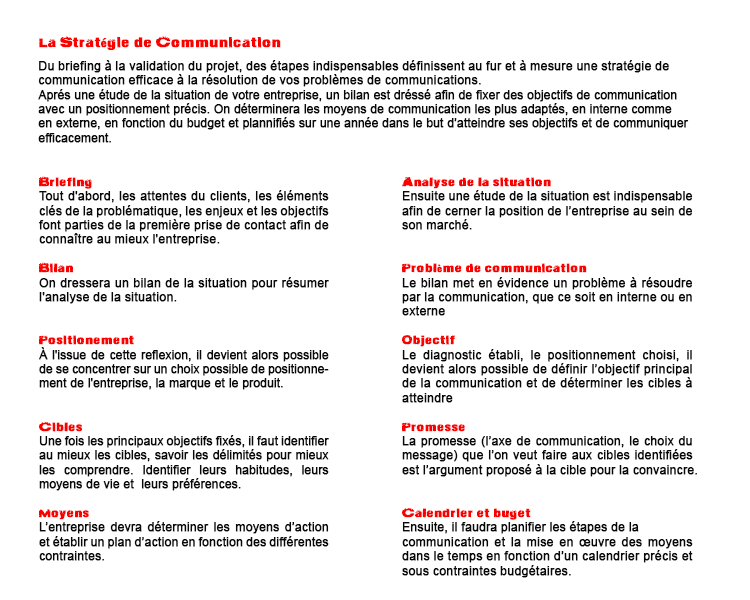 La Stratégie de Communication
Du briefing à la validation du projet, des étapes indispensables définissent au fur et à mesure une stratégie de
communication efficace à la résolution de vos problèmes de communications.
Aprés une étude de la situation de votre entreprise, un bilan est dréssé afin de fixer des objectifs de communication
avec un positionnement précis. On déterminera les moyens de communication les plus adaptés, en interne comme
en externe, en fonction du budget et plannifiés sur une année dans le but d'atteindre ses objectifs et de communiquer
efficacement.
Briefing
Tout d'abord, les attentes du clients, les éléments
clés de la problématique, les enjeux et les objectifs
font parties de la première prise de contact afin de
connaître au mieux l'entreprise.
Analyse de la situation
Ensuite une étude de la situation est indispensable
afin de cerner la position de l'entreprise au sein de
son marché.
Bilan
On dressera un bilan de la situation pour résumer
l'analyse de la situation.
Problème de communication
Le bilan met en évidence un problème à résoudre
par la communication, que ce soit en interne ou en
externe
Positionement
À l'issue de cette reflexion, il devient alors possible
de se concentrer sur un choix possible de positionne-
ment de l'entreprise, la marque et le produit.
Objectif
Le diagnostic établi, le positionnement choisi, il
devient alors possible de définir l'objectif principal
de la communication et de déterminer les cibles à
atteindre
Cibles
Une fois les principaux objectifs fixés, il faut identifier
au mieux les cibles, savoir les délimités pour mieux
les comprendre. Identifier leurs habitudes, leurs
moyens de vie et leurs préférences.
Promesse
La promesse (l'axe de communication, le choix du
message) que l'on veut faire aux cibles identifiées
est l'argument proposé à la cible pour la convaincre.
Moyens
L'entreprise devra déterminer les moyens d'action
et établir un plan d'action en fonction des différentes
contraintes.
Calendrier et buget
Ensuite, il faudra planifier les étapes de la
communication et la mise en œuvre des moyens
dans le temps en fonction d'un calendrier précis et
sous contraintes budgétaires.